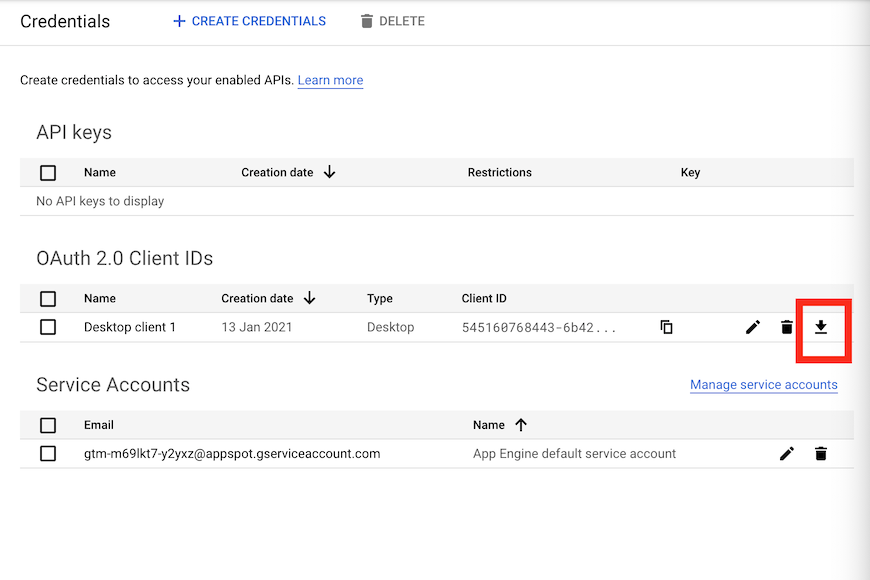 Credentials + CREATE CREDENTIALS DELETE
Create credentials to access your enabled APIs. Learn more
API keys
Name Creation date Restrictions Key
No API keys to display
OAuth 2.0 Client IDs
Name Creation date Type Client ID
Desktop client 1 13 Jan 2021 Desktop 545160768443-6b42...
Service Accounts Manage service accounts
Email Name
gtm-m69lkt7-y2yxz@appspot.gserviceaccount.com App Engine default service account